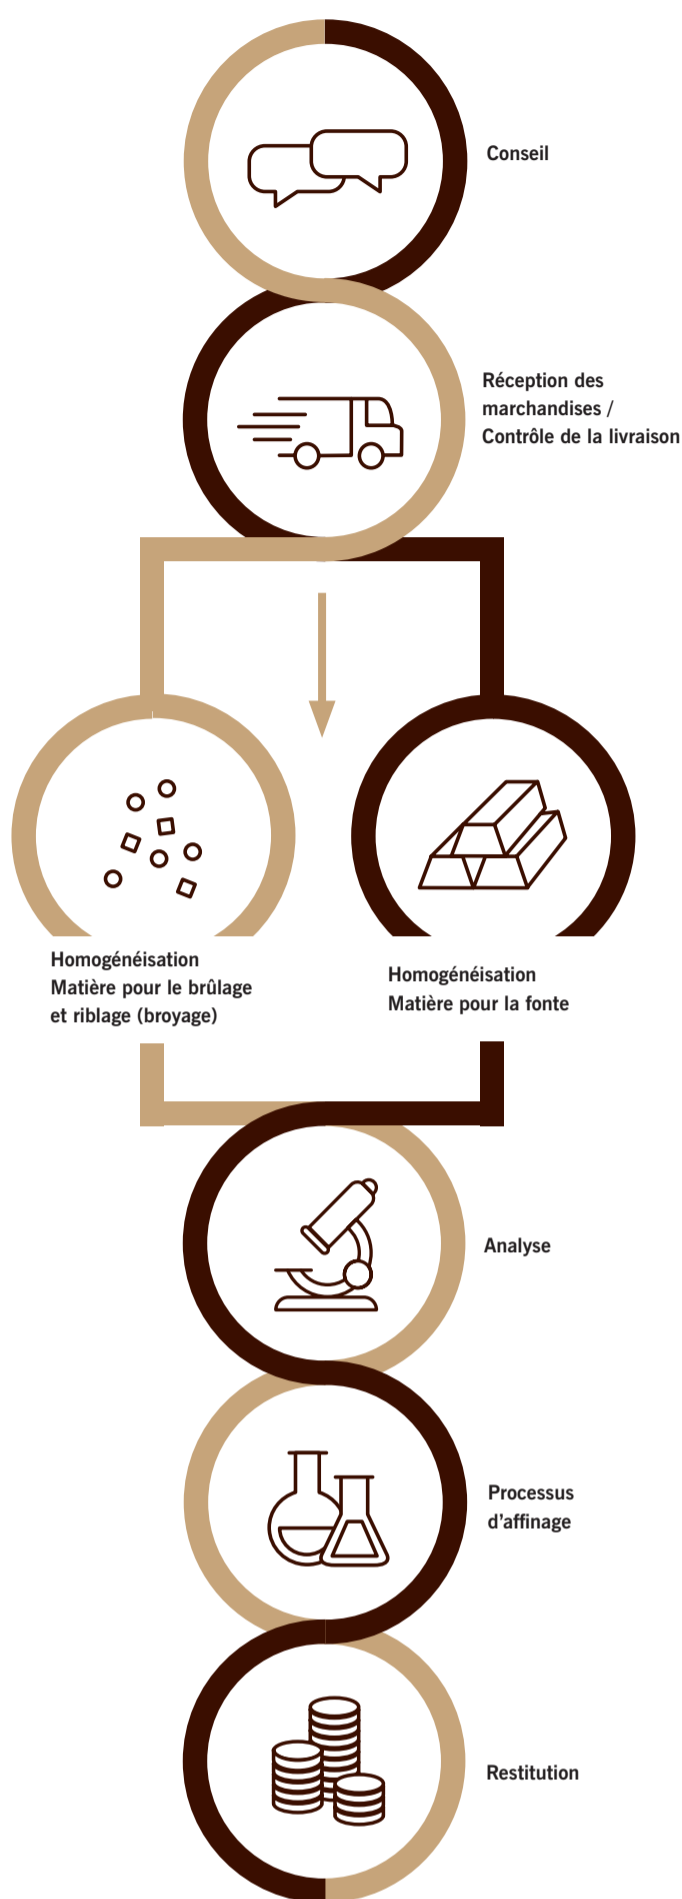 Conseil
Réception des
marchandises /
Contrôle de la livraison
Homogénéisation
Matière pour le brûlage
et riblage (broyage)
Homogénéisation
Matière pour la fonte
Analyse
Processus
d'affinage
Restitution